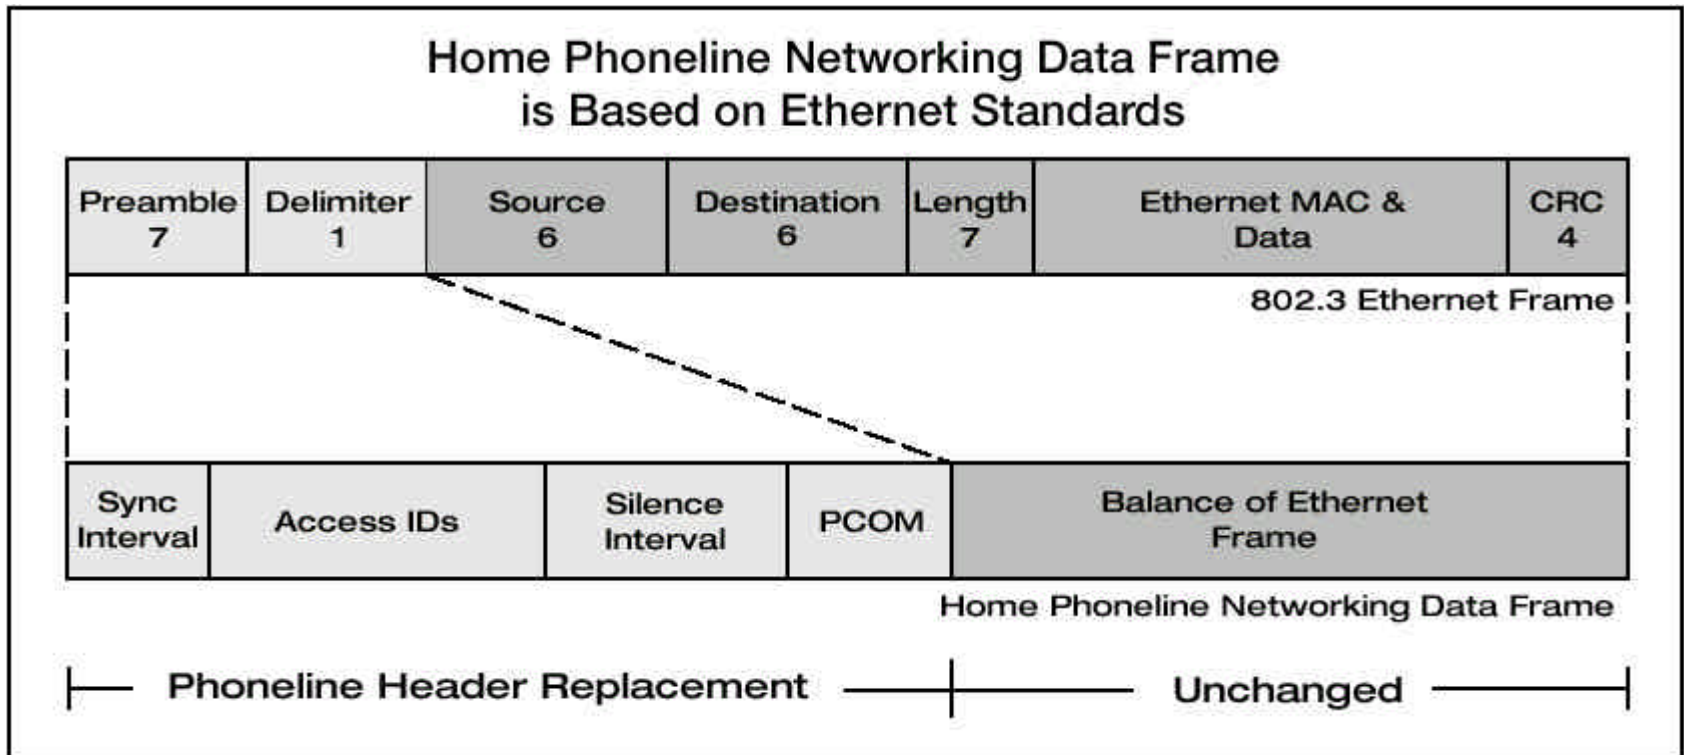 Home Phoneline Networking Data Frame
is Based on Ethernet Standards
Preamble
7
Delimiter
1
Source
6
Destination
6
Length
7
Ethernet MAC &
Data
CRC
4
802.3 Ethernet Frame
Sync
Interval
Access IDs
Silence
Interval
PCOM
Balance of Ethernet
Frame
Home Phoneline Networking Data Frame
Phoneline Header Replacement
Unchanged